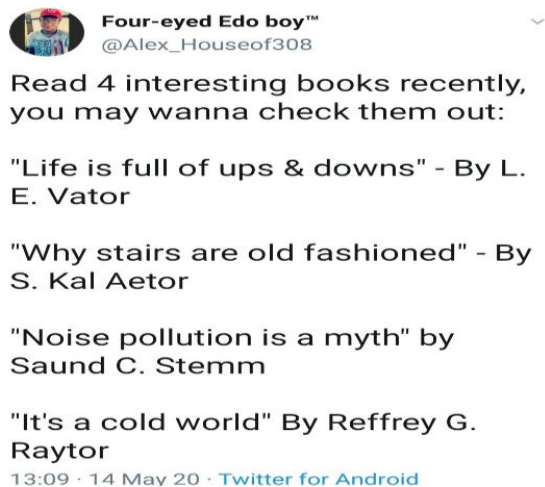 Four-eyed Edo boy™
@Alex_Houseof308
Read 4 interesting books recently,
you may wanna check them out:
"Life is full of ups & downs" - By L.
E. Vator
"Why stairs are old fashioned" - By
S. Kal Aetor
"Noise pollution is a myth" by
Saund C. Stemm
"It's a cold world" By Reffrey G.
Raytor
13:09 · 14 May 20 · Twitter for Android